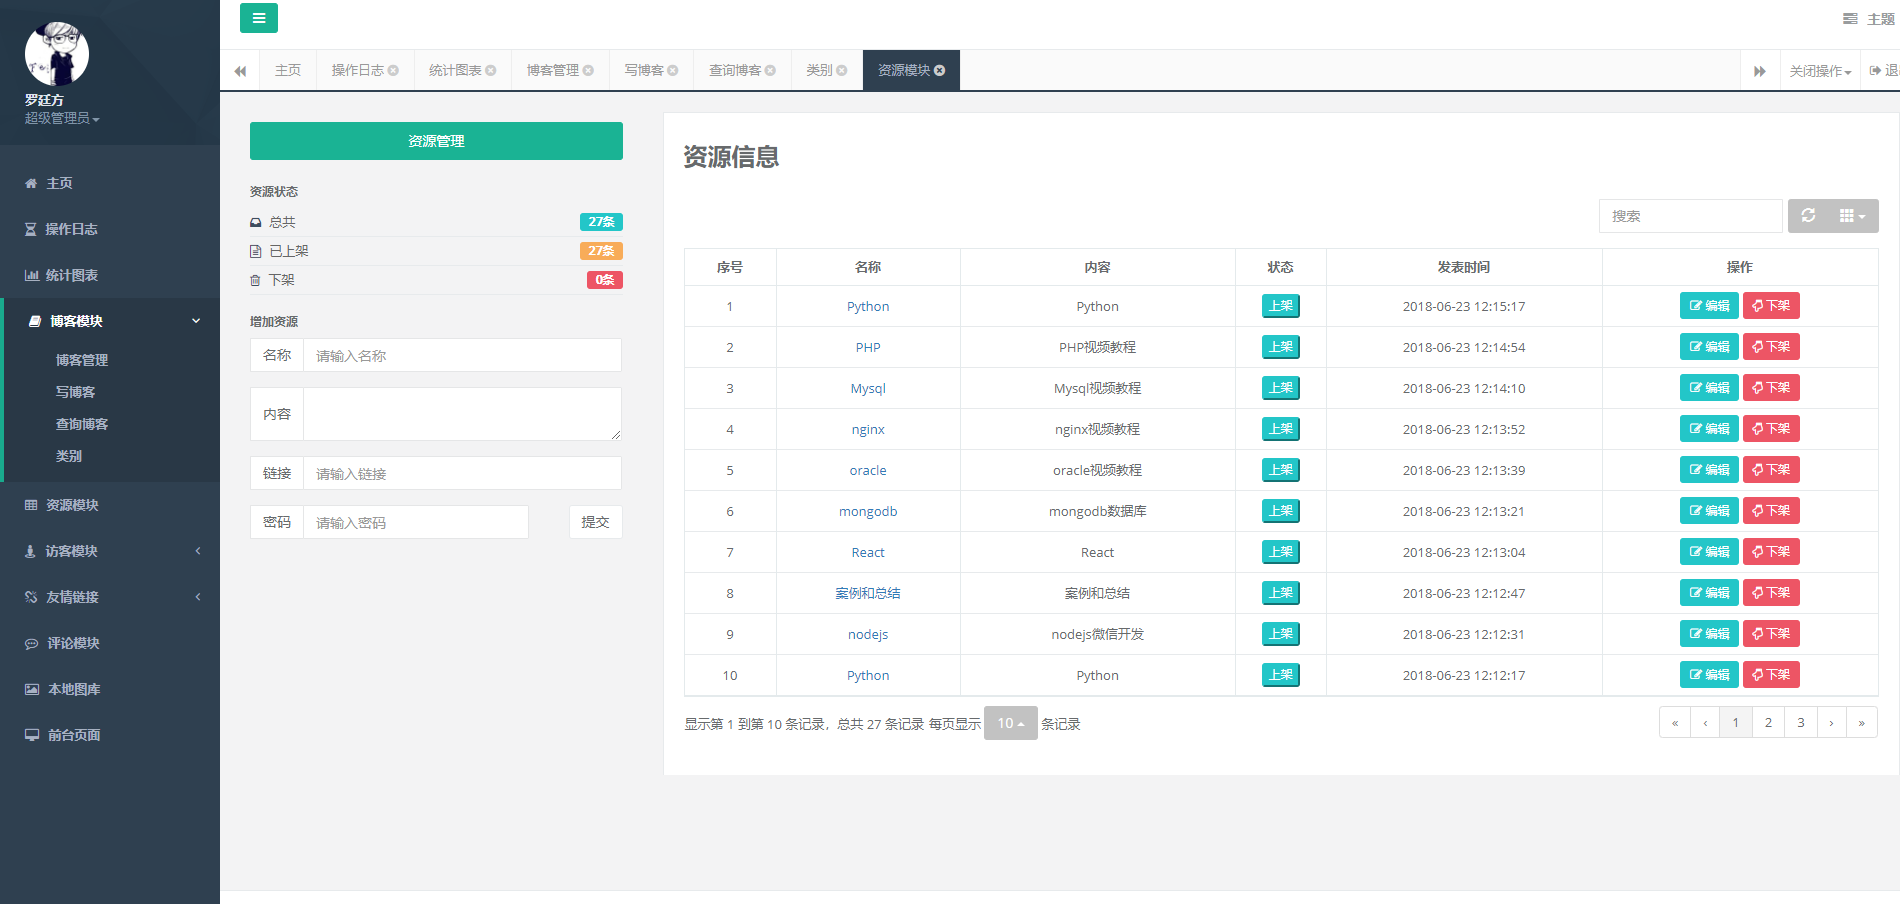 罗廷方
超级管理员
主页
操作日志
统计图表
博客模块
博客管理
写博客
查询博客
类别
资源模块
访客模块
友情链接
评论模块
本地图库
前台页面
主题
主页 操作日志 统计图表 博客管理 写博客 查询博客 类别 资源模块 关闭操作 退
资源管理
资源状态
总共 27条
已上架 27条
下架 0条
增加资源
名称 请输入名称
内容
链接 请输入链接
密码 请输入密码 提交
资源信息
搜索
序号 名称 内容 状态 发表时间 操作
1 Python Python 上架 2018-06-23 12:15:17 编辑 下架
2 PHP PHP视频教程 上架 2018-06-23 12:14:54 编辑 下架
3 Mysql Mysql视频教程 上架 2018-06-23 12:14:10 编辑 下架
4 nginx nginx视频教程 上架 2018-06-23 12:13:52 编辑 下架
5 oracle oracle视频教程 上架 2018-06-23 12:13:39 编辑 下架
6 mongodb mongodb数据库 上架 2018-06-23 12:13:21 编辑 下架
7 React React 上架 2018-06-23 12:13:04 编辑 下架
8 案例和总结 案例和总结 上架 2018-06-23 12:12:47 编辑 下架
9 nodejs nodejs微信开发 上架 2018-06-23 12:12:31 编辑 下架
10 Python Python 上架 2018-06-23 12:12:17 编辑 下架
显示第 1 到第 10 条记录，总共 27 条记录 每页显示 10 条记录
« ‹ 1 2 3 › »